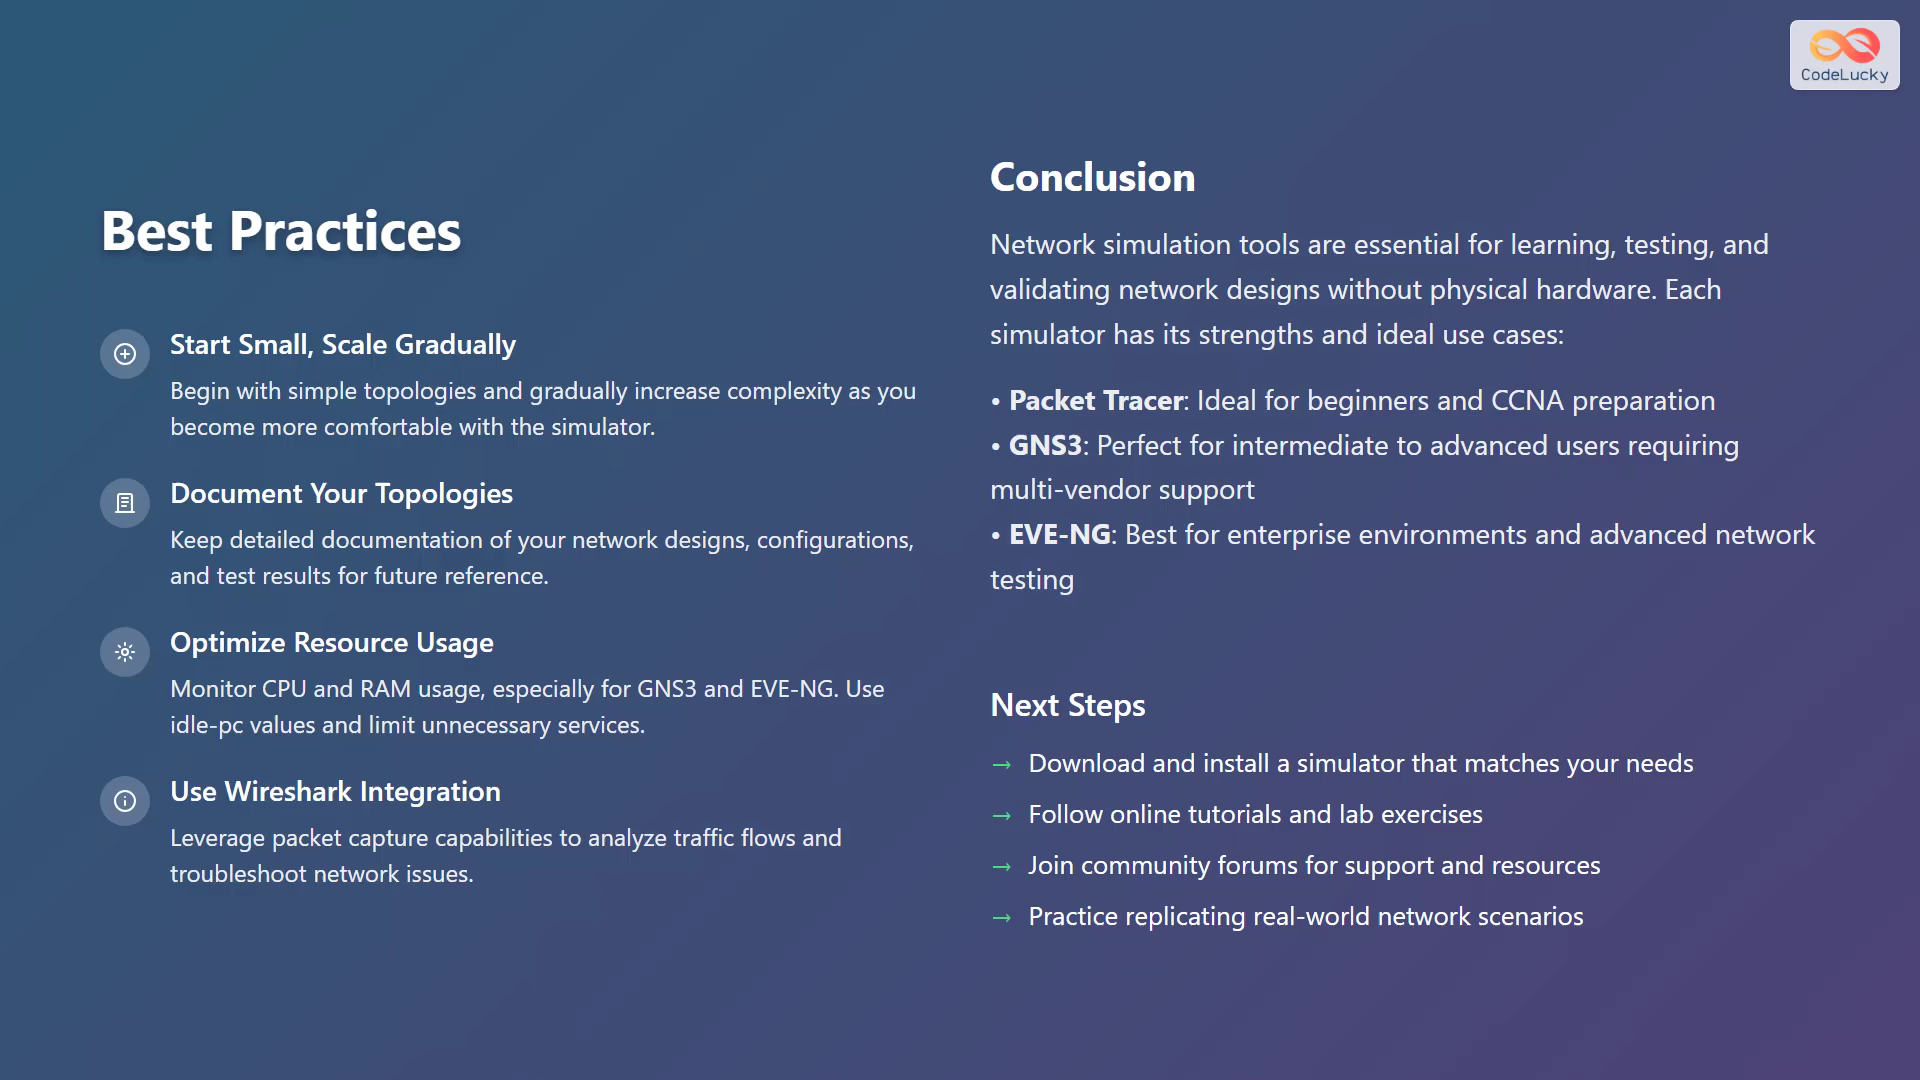 CodeLucky
Best Practices
Start Small, Scale Gradually
Begin with simple topologies and gradually increase complexity as you
become more comfortable with the simulator.
Document Your Topologies
Keep detailed documentation of your network designs, configurations,
and test results for future reference.
Optimize Resource Usage
Monitor CPU and RAM usage, especially for GNS3 and EVE-NG. Use
idle-pc values and limit unnecessary services.
Use Wireshark Integration
Leverage packet capture capabilities to analyze traffic flows and
troubleshoot network issues.
Conclusion
Network simulation tools are essential for learning, testing, and
validating network designs without physical hardware. Each
simulator has its strengths and ideal use cases:
• Packet Tracer: Ideal for beginners and CCNA preparation
• GNS3: Perfect for intermediate to advanced users requiring
multi-vendor support
• EVE-NG: Best for enterprise environments and advanced network
testing
Next Steps
→ Download and install a simulator that matches your needs
→ Follow online tutorials and lab exercises
→ Join community forums for support and resources
→ Practice replicating real-world network scenarios